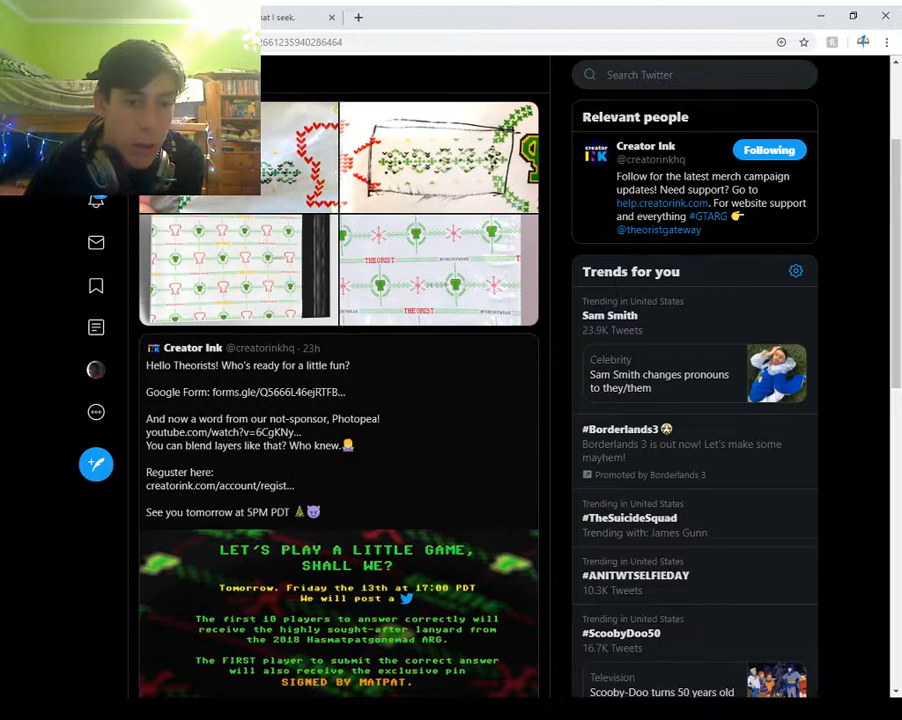 hat I seek.
2661235940286464
Search Twitter
Relevant people
Creator Ink
@creatorinkhq
Following
Follow for the latest merch campaign
updates! Need support? Go to
help.creatorink.com. For website support
and everything #GTARG 👉
@theoristgateway
THEORIST
THEORIST
Creator Ink @creatorinkhq · 23h
Hello Theorists! Who's ready for a little fun?
Google Form: forms.gle/Q5666L46ejRTFB...
And now a word from our not-sponsor, Photopea!
youtube.com/watch?v=6CgKNy...
You can blend layers like that? Who knew.
Reguster here:
creatorink.com/account/regist...
See you tomorrow at 5PM PDT 🎄😈
LET'S PLAY A LITTLE GAME,
SHALL WE?
Tomorrow. Friday the 13th at 17:00 PDT
We will post a
The first 10 players to answer correctly will
receive the highly sought-after lanyard from
the 2018 Hasmatpatgonemad ARG.
The FIRST player to submit the correct answer
will also receive the exclusive pin
SIGNED BY MATPAT.
Trends for you
Trending in United States
Sam Smith
23.9K Tweets
Celebrity
Sam Smith changes pronouns
to they/them
#Borderlands3
Borderlands 3 is out now! Let's make some
mayhem!
Promoted by Borderlands 3
Trending in United States
#TheSuicideSquad
Trending with: James Gunn
Trending in United States
#ANITWTSELFIEDAY
10.3K Tweets
Trending in United States
#ScoobyDoo50
16.7K Tweets
Television
Scooby-Doo turns 50 years old